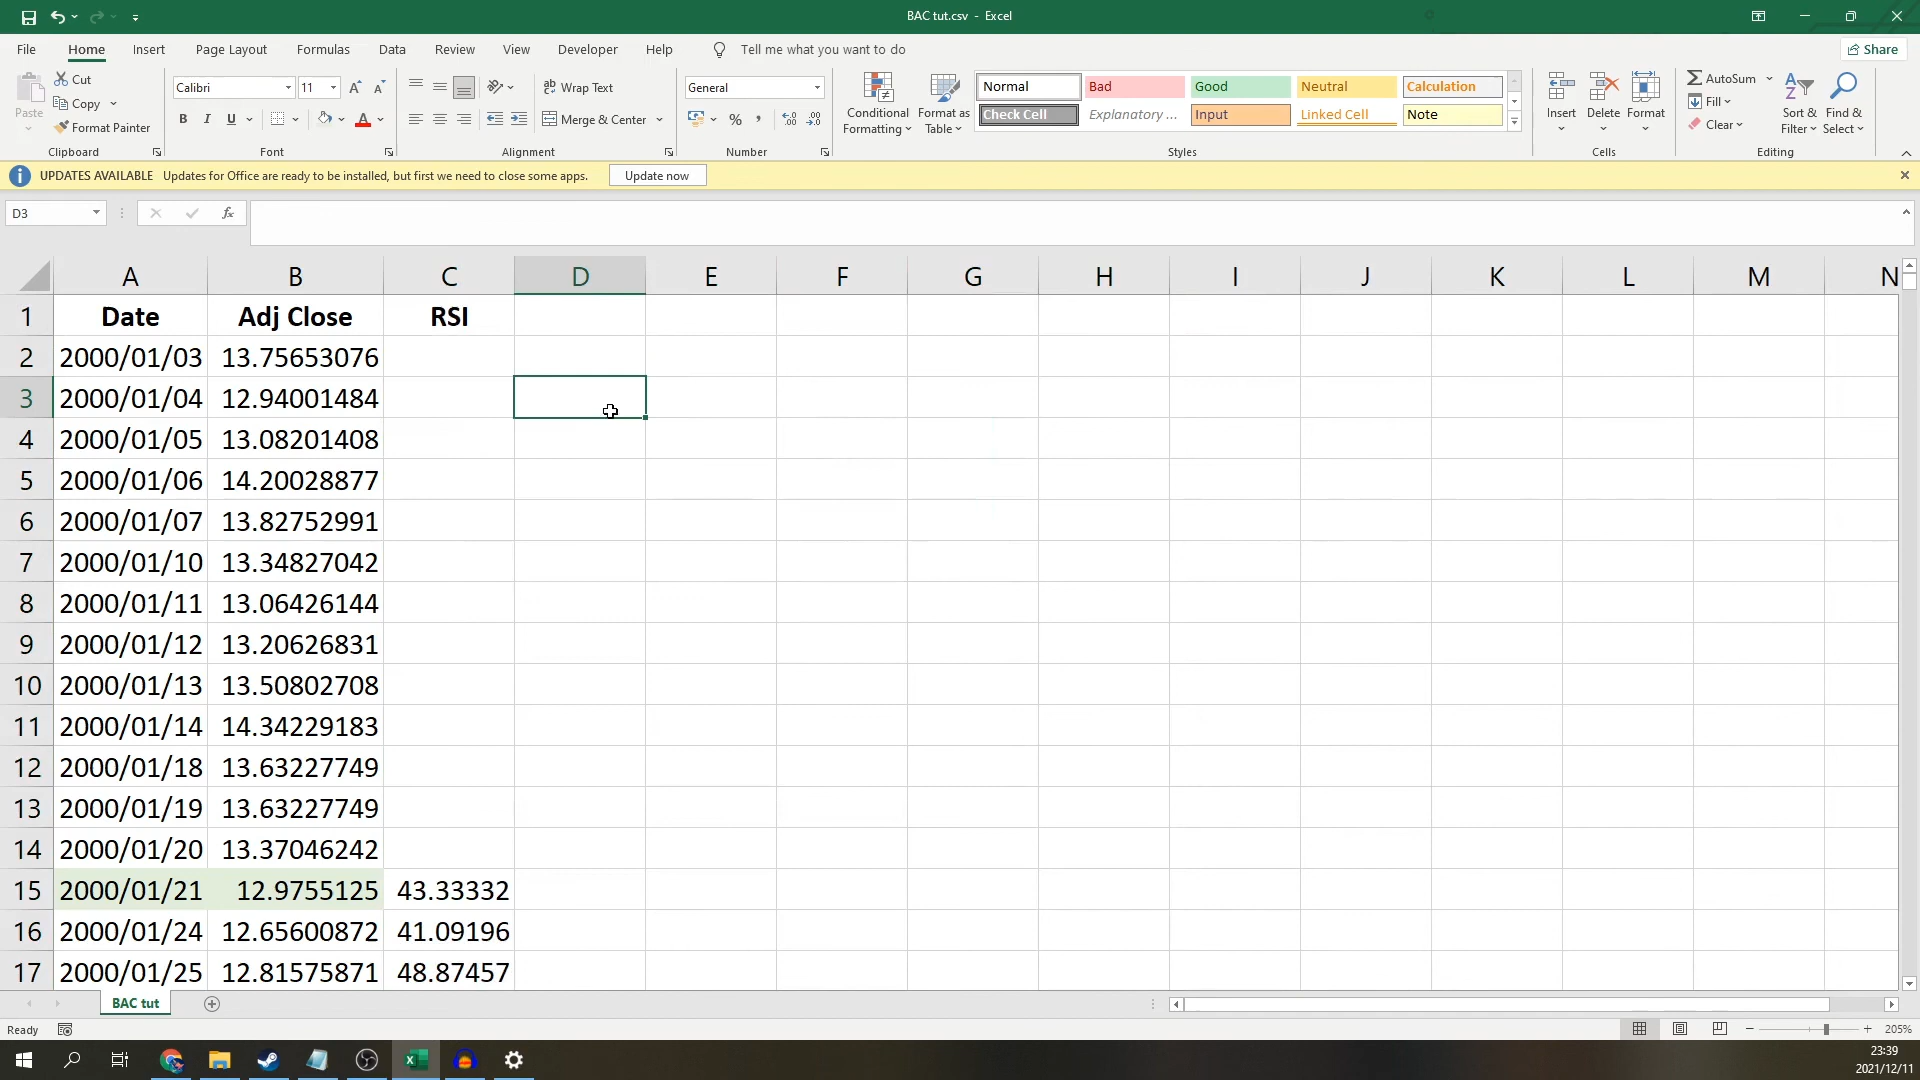 BAC tut.csv - Excel
File Home Insert Page Layout Formulas Data Review View Developer Help Tell me what you want to do Share
Paste
Cut
Copy
Format Painter
Clipboard
Calibri 11
B I U
Font
Wrap Text
Merge & Center
Alignment
General
Number
Conditional Formatting
Format as Table
Normal Bad Good Neutral Calculation
Check Cell Explanatory ... Input Linked Cell Note
Styles
Insert Delete Format
Cells
AutoSum
Fill
Clear
Sort & Filter
Find & Select
Editing
UPDATES AVAILABLE Updates for Office are ready to be installed, but first we need to close some apps. Update now
D3 fx
A B C D E F G H I J K L M N
1 Date Adj Close RSI
2 2000/01/03 13.75653076
3 2000/01/04 12.94001484
4 2000/01/05 13.08201408
5 2000/01/06 14.20028877
6 2000/01/07 13.82752991
7 2000/01/10 13.34827042
8 2000/01/11 13.06426144
9 2000/01/12 13.20626831
10 2000/01/13 13.50802708
11 2000/01/14 14.34229183
12 2000/01/18 13.63227749
13 2000/01/19 13.63227749
14 2000/01/20 13.37046242
15 2000/01/21 12.9755125 43.33332
16 2000/01/24 12.65600872 41.09196
17 2000/01/25 12.81575871 48.87457
BAC tut
Ready 205%
23:39
2021/12/11